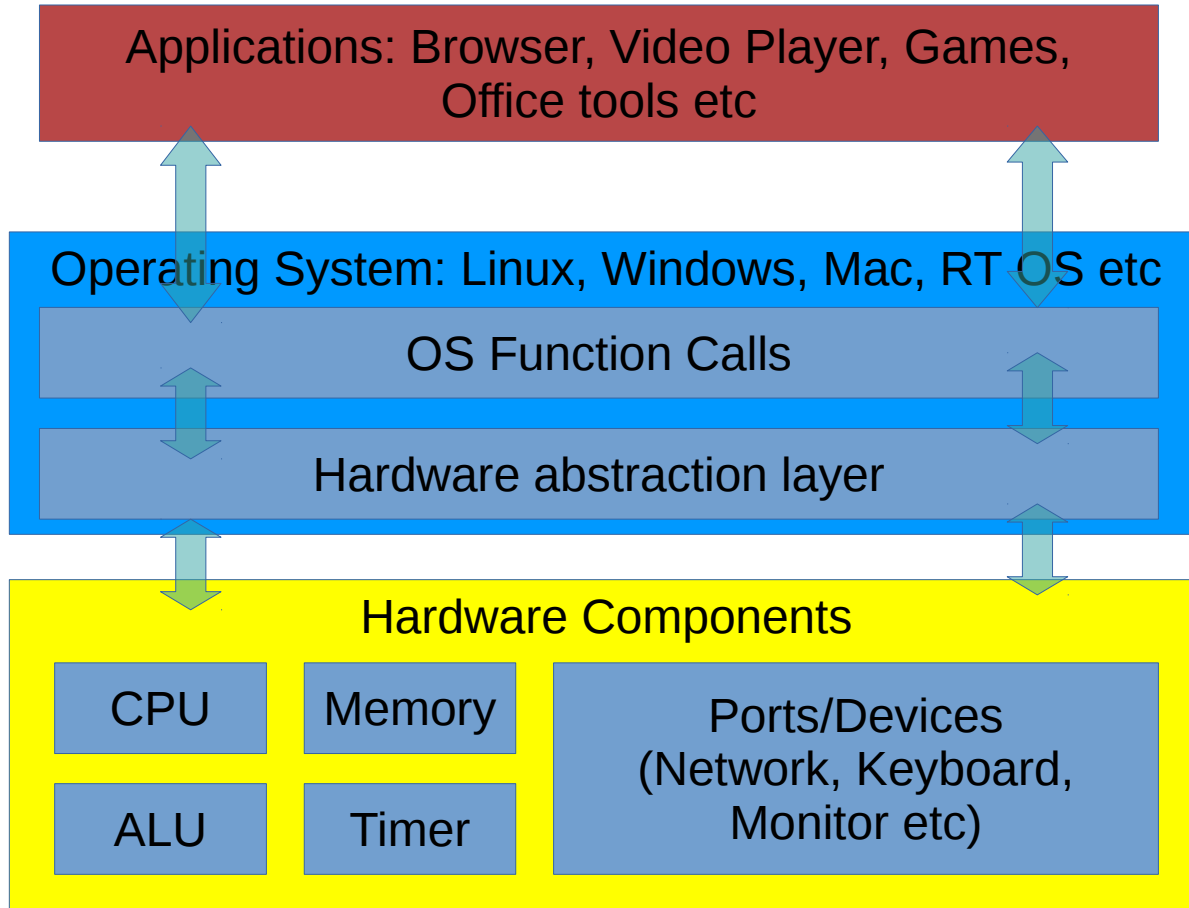 Applications: Browser, Video Player, Games,
Office tools etc
Operating System: Linux, Windows, Mac, RT OS etc
OS Function Calls
Hardware abstraction layer
Hardware Components
CPU
Memory
ALU
Timer
Ports/Devices
(Network, Keyboard,
Monitor etc)